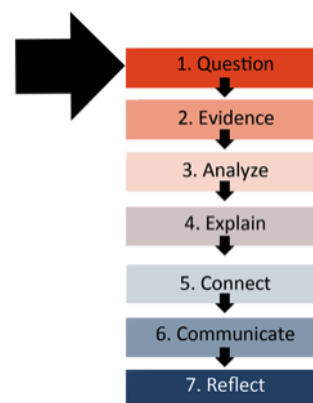 1. Question
2. Evidence
3. Analyze
4. Explain
5. Connect
6. Communicate
7. Reflect